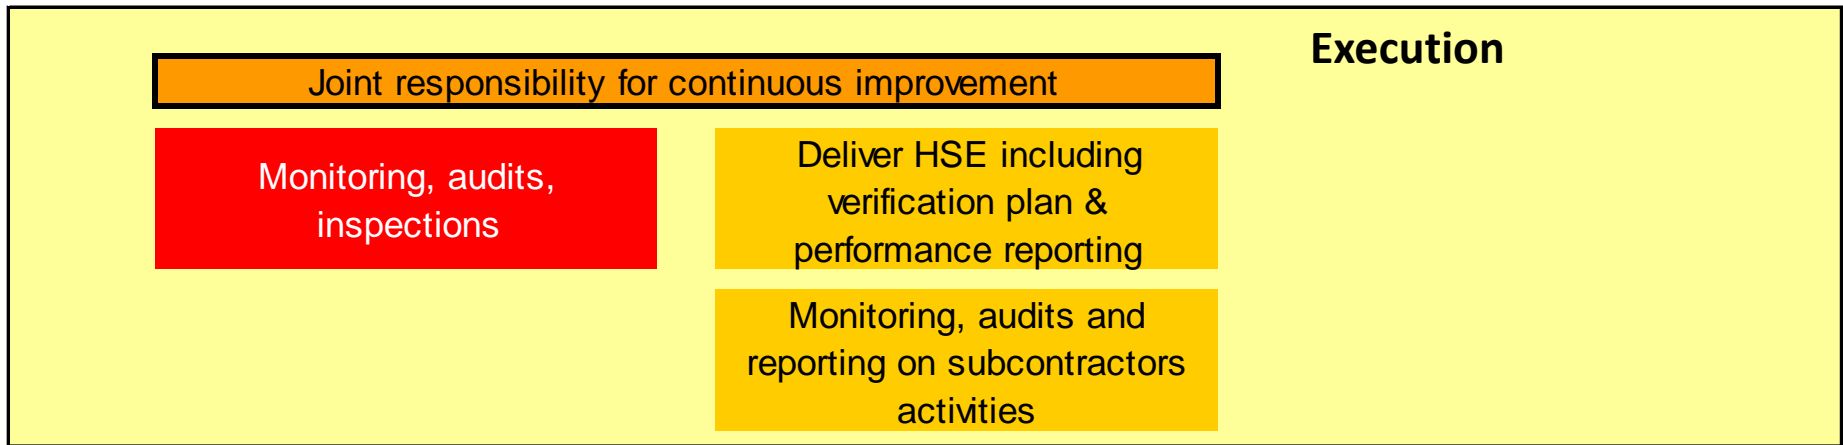 Execution
Joint responsibility for continuous improvement
Monitoring, audits,
inspections
Deliver HSE including
verification plan &
performance reporting
Monitoring, audits and
reporting on subcontractors
activities